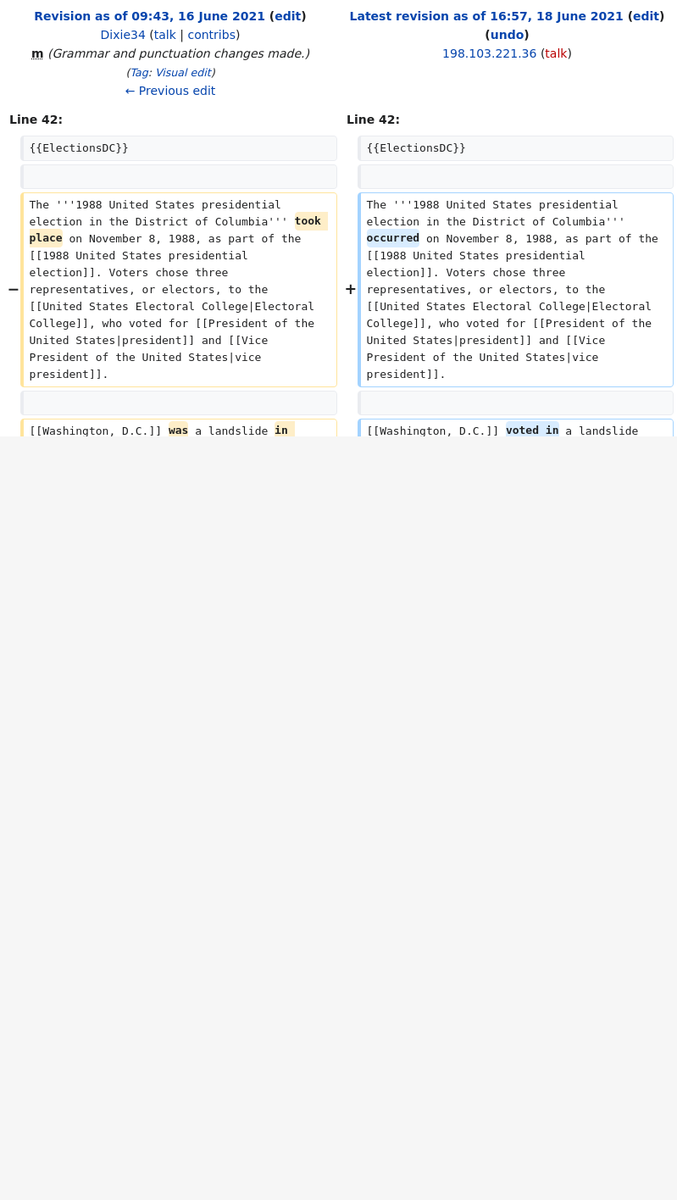 Revision as of 09:43, 16 June 2021 (edit)
Dixie34 (talk | contribs)
m (Grammar and punctuation changes made.)
(Tag: Visual edit)
← Previous edit
Latest revision as of 16:57, 18 June 2021 (edit)
(undo)
198.103.221.36 (talk)
Line 42:
Line 42:
{{ElectionsDC}}
{{ElectionsDC}}
−
The '''1988 United States presidential
election in the District of Columbia''' took
place on November 8, 1988, as part of the
[[1988 United States presidential
election]]. Voters chose three
representatives, or electors, to the
[[United States Electoral College|Electoral
College]], who voted for [[President of the
United States|president]] and [[Vice
President of the United States|vice
president]].
+
The '''1988 United States presidential
election in the District of Columbia'''
occurred on November 8, 1988, as part of the
[[1988 United States presidential
election]]. Voters chose three
representatives, or electors, to the
[[United States Electoral College|Electoral
College]], who voted for [[President of the
United States|president]] and [[Vice
President of the United States|vice
president]].
[[Washington, D.C.]] was a landslide in
[[Washington, D.C.]] voted in a landslide